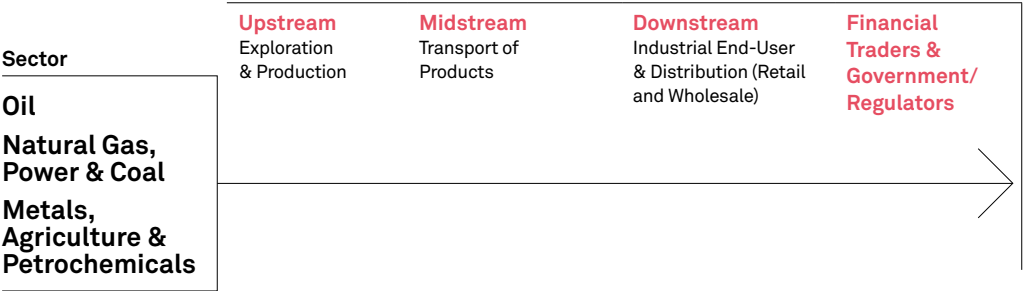 Sector
Oil
Natural Gas,
Power & Coal
Metals,
Agriculture &
Petrochemicals
Upstream
Exploration
& Production
Midstream
Transport of
Products
Downstream
Industrial End-User
& Distribution (Retail
and Wholesale)
Financial
Traders &
Government/
Regulators